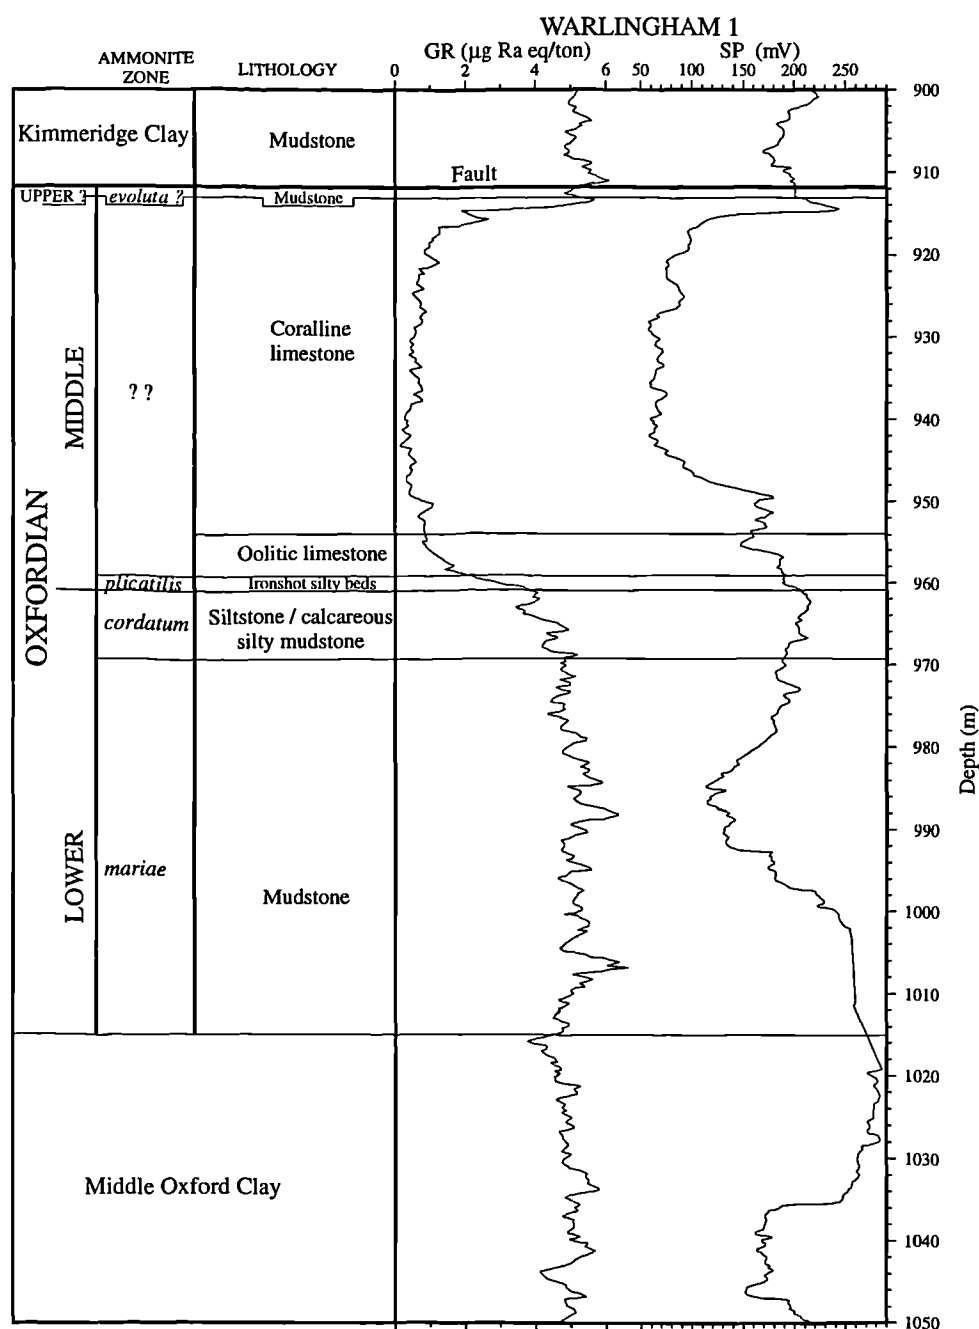 WARLINGHAM 1
AMMONITE
ZONE
LITHOLOGY
GR (µg Ra eq/ton)
SP (mV)
0 2 4 6 50 100 150 200 250
900
Kimmeridge Clay
Mudstone
Fault
910
UPPER ?
evoluta ?
Mudstone
920
Coralline
limestone
930
MIDDLE
? ?
940
950
OXFORDIAN
Oolitic limestone
plicatilis
Ironshot silty beds
960
cordatum
Siltstone / calcareous
silty mudstone
970
Depth (m)
980
990
LOWER
mariae
Mudstone
1000
1010
1020
1030
Middle Oxford Clay
1040
1050